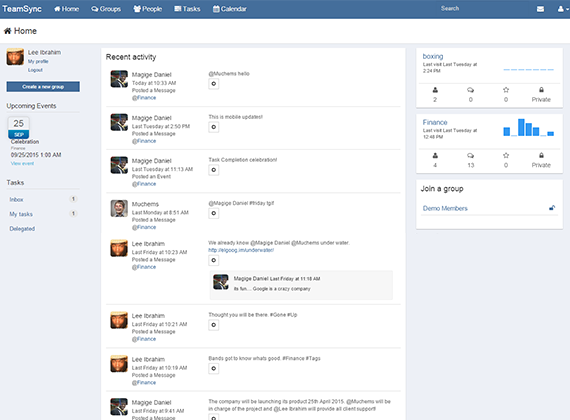 TeamSync Home Groups People Tasks Calendar Search
Home
Lee Ibrahim
My profile
Logout
Create a new group
Upcoming Events
25
SEP
Celebration
Finance
09/25/2015 1:00 AM
View event
Tasks
Inbox 1
My tasks 1
Delegated
Recent activity
Magige Daniel
Today at 10:33 AM
Posted a Message
@Finance
@Muchems hello
Magige Daniel
Last Tuesday at 2:50 PM
Posted a Message
@Finance
This is mobile updates!
Magige Daniel
Last Tuesday at 11:13 AM
Posted an Event
@Finance
Task Completion celebration!
Muchems
Last Monday at 8:51 AM
Posted a Message
@Finance
@Magige Daniel #friday tgif
Lee Ibrahim
Last Friday at 10:23 AM
Posted a Message
@Finance
We already know @Magige Daniel @Muchems under water.
http://elgoog.im/underwater/
Magige Daniel Last Friday at 11:18 AM
its fun... Google is a crazy company
Lee Ibrahim
Last Friday at 10:21 AM
Posted a Message
@Finance
Thought you will be there. #Gone #Up
Lee Ibrahim
Last Friday at 10:19 AM
Posted a Message
@Finance
Bands got to know whats good. #Finance #Tags
Magige Daniel
Last Friday at 9:41 AM
Posted a Message
The company will be launching its product 25th April 2015. @Muchems will be
in charge of the project and @Lee Ibrahim will provide all client support!
boxing
Last visit Last Tuesday at
2:24 PM
2 0 0 Private
Finance
Last visit Last Tuesday at
12:48 PM
4 13 0 Private
Join a group
Demo Members